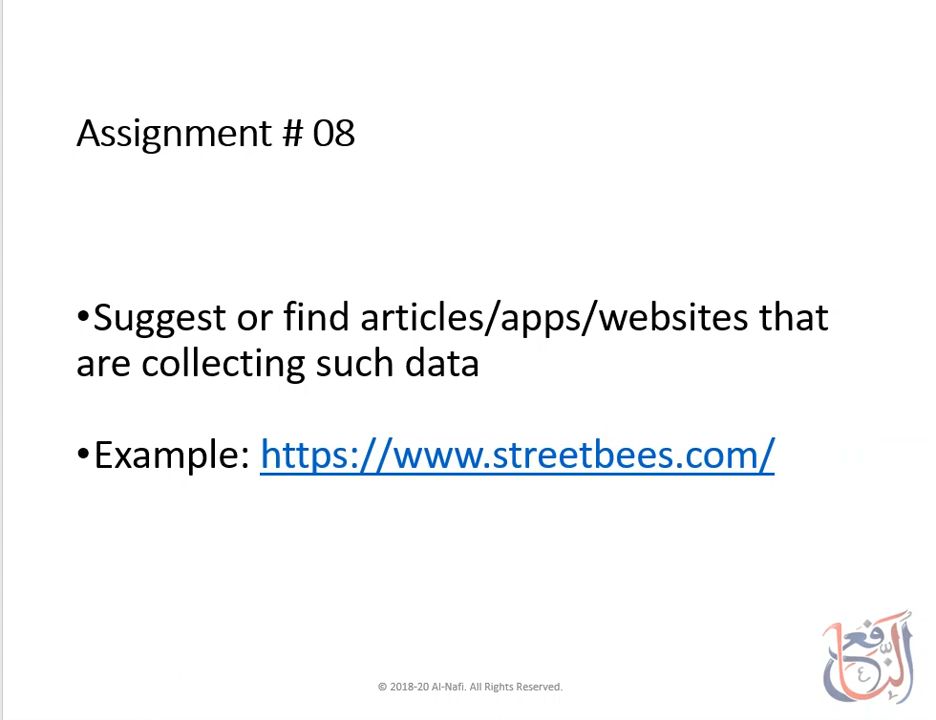 Assignment # 08
•Suggest or find articles/apps/websites that
are collecting such data
•Example: https://www.streetbees.com/
© 2018-20 Al-Nafi. All Rights Reserved.
النافع